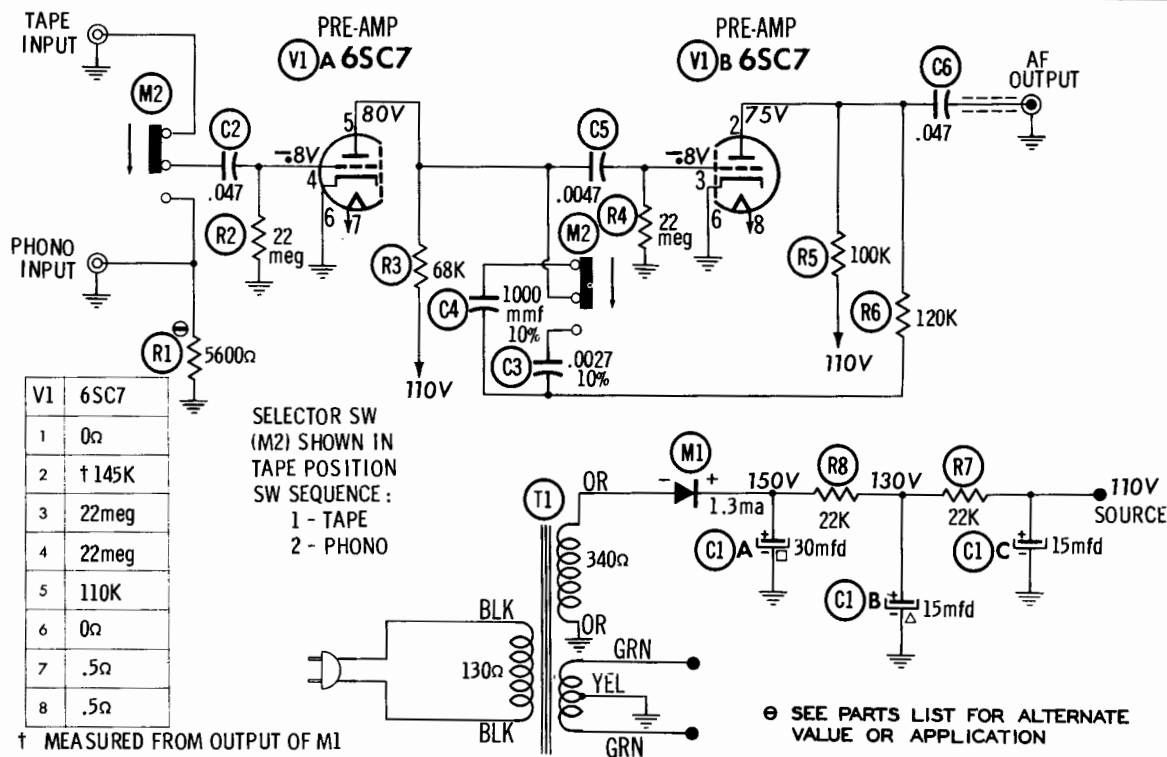 TAPE
INPUT
PRE-AMP
V1 A 6SC7
PRE-AMP
V1 B 6SC7
C6
AF
OUTPUT
.047
M2
C2
.047
-.8V
5
80V
4
6
7
R2
22
meg
C5
.0047
-.8V
2
75V
3
6
8
R4
22
meg
M2
R3
68K
110V
C4
1000
mmf
10%
C3
.0027
10%
R5
100K
110V
R6
120K
PHONO
INPUT
⊖
R1
5600Ω
V1 6SC7
1 0Ω
2 † 145K
3 22meg
4 22meg
5 110K
6 0Ω
7 .5Ω
8 .5Ω
† MEASURED FROM OUTPUT OF M1
SELECTOR SW
(M2) SHOWN IN
TAPE POSITION
SW SEQUENCE :
1 - TAPE
2 - PHONO
T1
BLK
130Ω
BLK
OR
340Ω
OR
GRN
YEL
GRN
M1
- +
1.3ma
150V
R8
22K
130V
R7
22K
110V
SOURCE
C1 A
+
-
30mfd
C1 B
+
-
15mfd
C1 C
+
-
15mfd
⊖ SEE PARTS LIST FOR ALTERNATE
VALUE OR APPLICATION